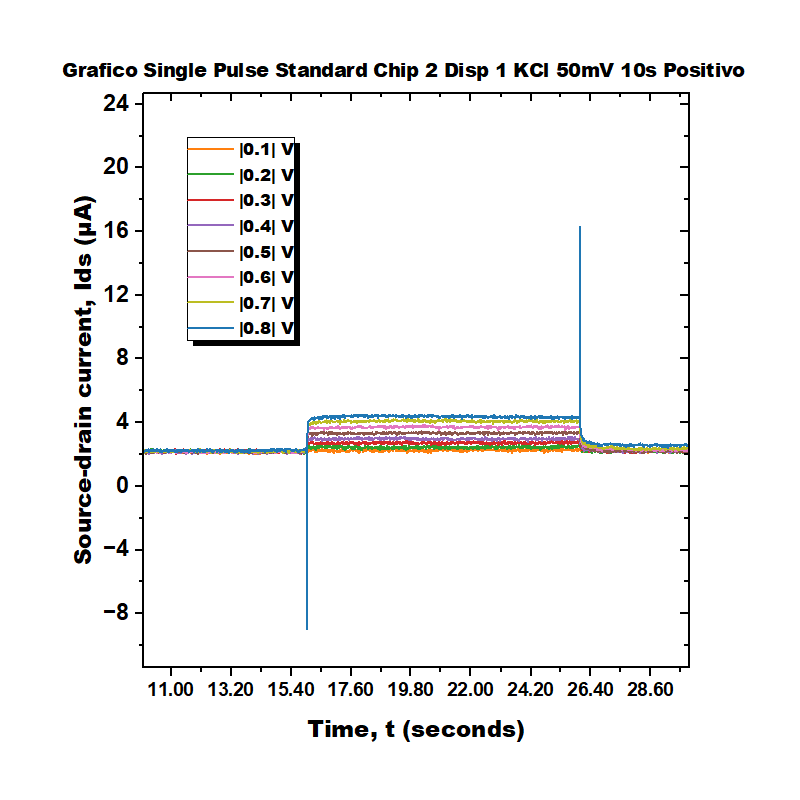 Grafico Single Pulse Standard Chip 2 Disp 1 KCl 50mV 10s Positivo
24
20
16
12
8
4
0
−4
−8
Source-drain current, Ids (µA)
|0.1| V
|0.2| V
|0.3| V
|0.4| V
|0.5| V
|0.6| V
|0.7| V
|0.8| V
11.00 13.20 15.40 17.60 19.80 22.00 24.20 26.40 28.60
Time, t (seconds)